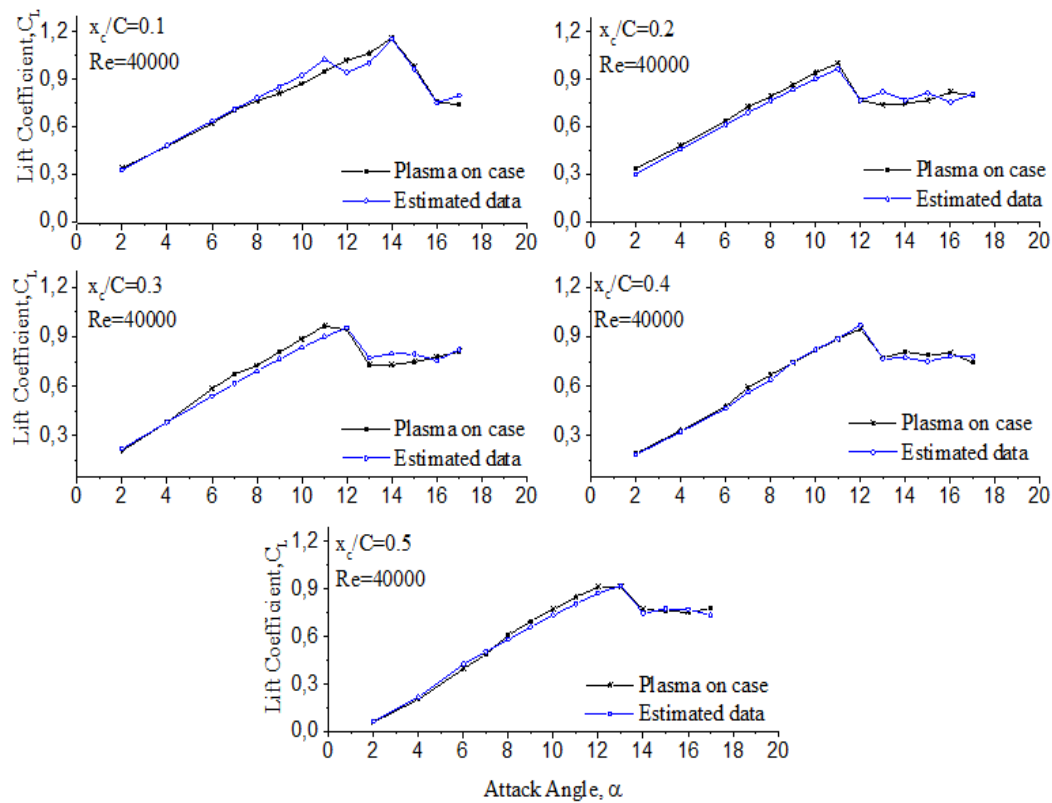 x_c/C=0.1
Re=40000
Lift Coefficient,C_L
1,2
0,9
0,6
0,3
0,0
Plasma on case
Estimated data
0 2 4 6 8 10 12 14 16 18 20
x_c/C=0.2
Re=40000
1,2
0,9
0,6
0,3
0,0
Plasma on case
Estimated data
0 2 4 6 8 10 12 14 16 18 20
x_c/C=0.3
Re=40000
Lift Coefficient,C_L
1,2
0,9
0,6
0,3
Plasma on case
Estimated data
0 2 4 6 8 10 12 14 16 18 20
x_c/C=0.4
Re=40000
1,2
0,9
0,6
0,3
Plasma on case
Estimated data
0 2 4 6 8 10 12 14 16 18 20
x_c/C=0.5
Re=40000
Lift Coefficient,C_L
1,2
0,9
0,6
0,3
0,0
Plasma on case
Estimated data
0 2 4 6 8 10 12 14 16 18 20
Attack Angle, α